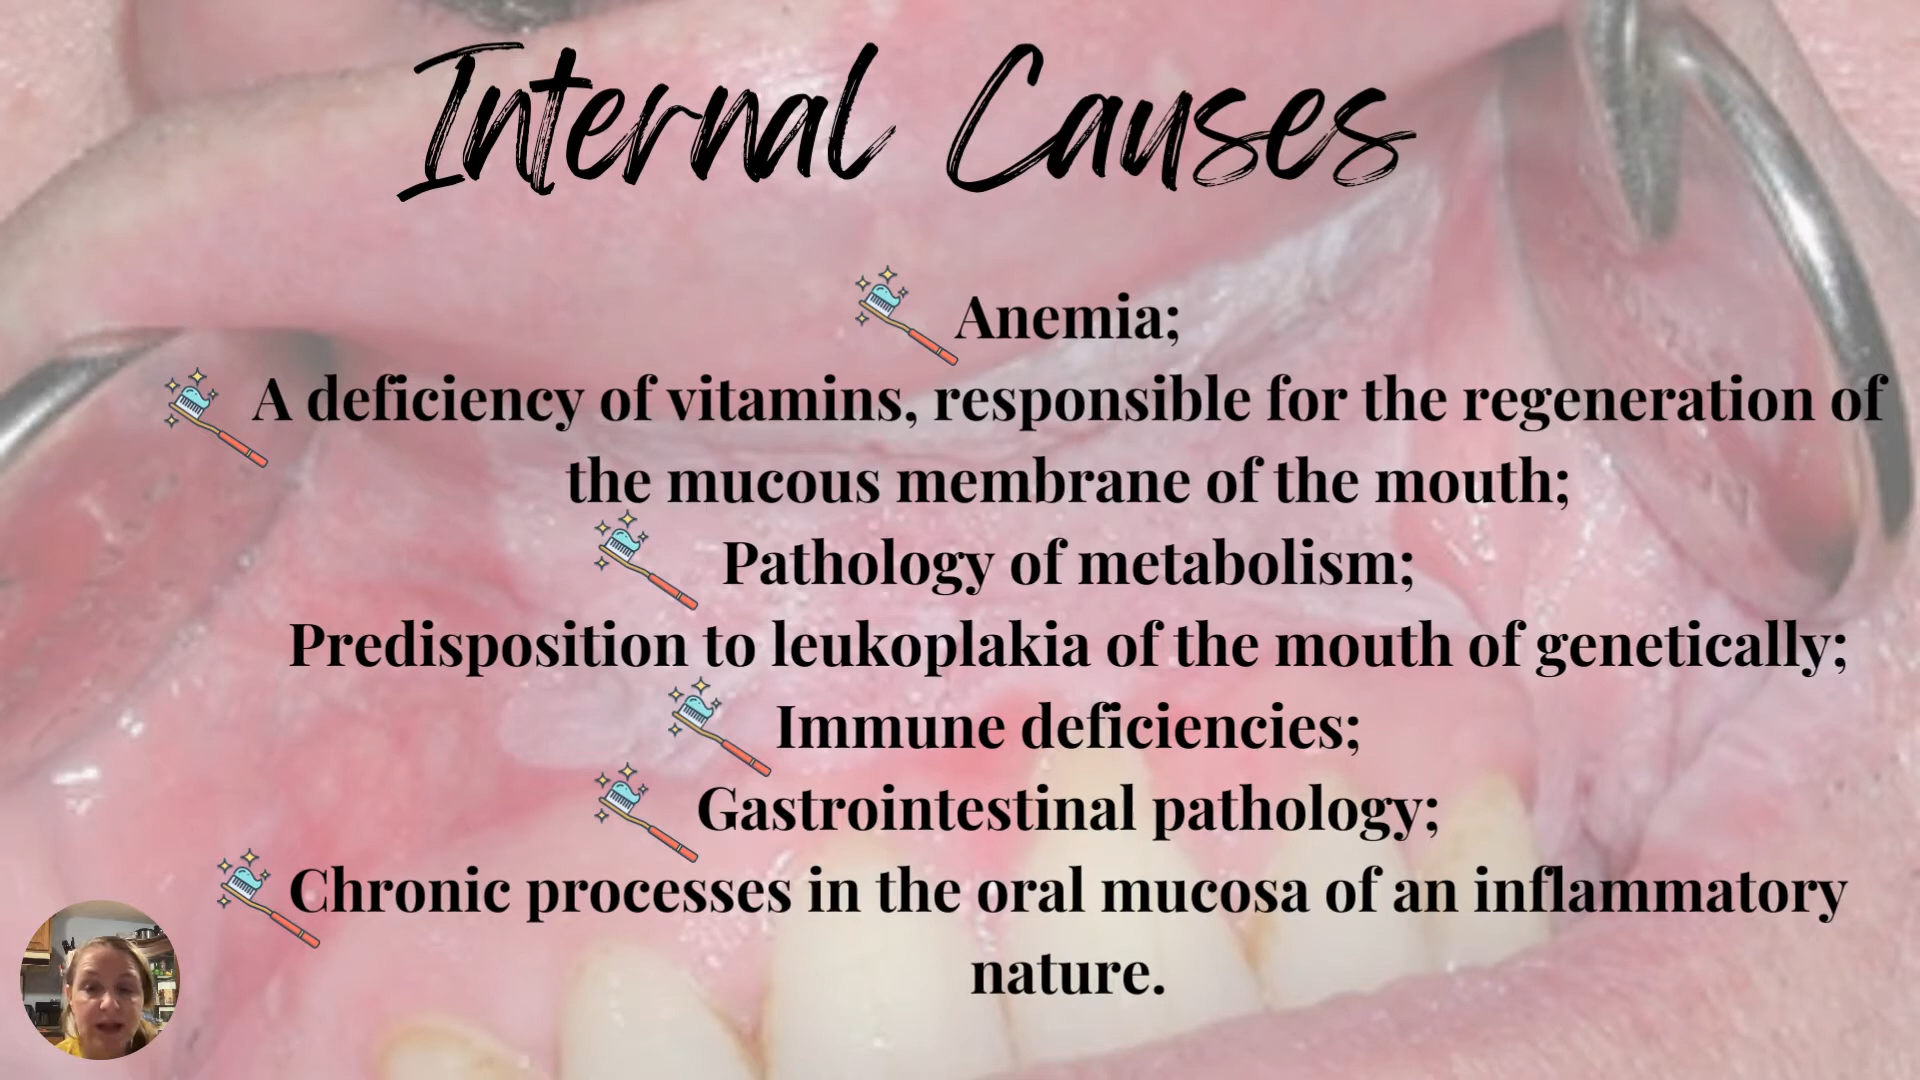 Internal Causes
Anemia;
A deficiency of vitamins, responsible for the regeneration of
the mucous membrane of the mouth;
Pathology of metabolism;
Predisposition to leukoplakia of the mouth of genetically;
Immune deficiencies;
Gastrointestinal pathology;
Chronic processes in the oral mucosa of an inflammatory
nature.